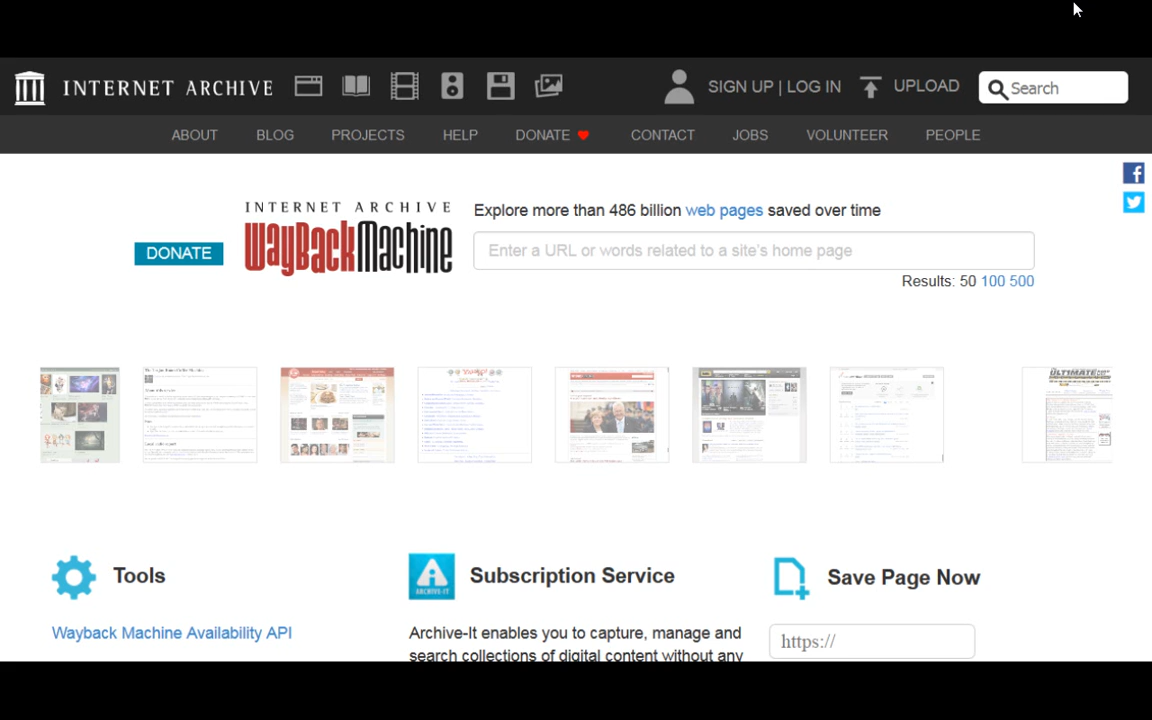 INTERNET ARCHIVE
SIGN UP | LOG IN
UPLOAD
Search
ABOUT BLOG PROJECTS HELP DONATE CONTACT JOBS VOLUNTEER PEOPLE
DONATE
INTERNET ARCHIVE
WayBackMachine
Explore more than 486 billion web pages saved over time
Enter a URL or words related to a site's home page
Results: 50 100 500
ULTIMATE
Tools
ARCHIVE-IT
Subscription Service
Save Page Now
Wayback Machine Availability API
Archive-It enables you to capture, manage and
search collections of digital content without any
https://